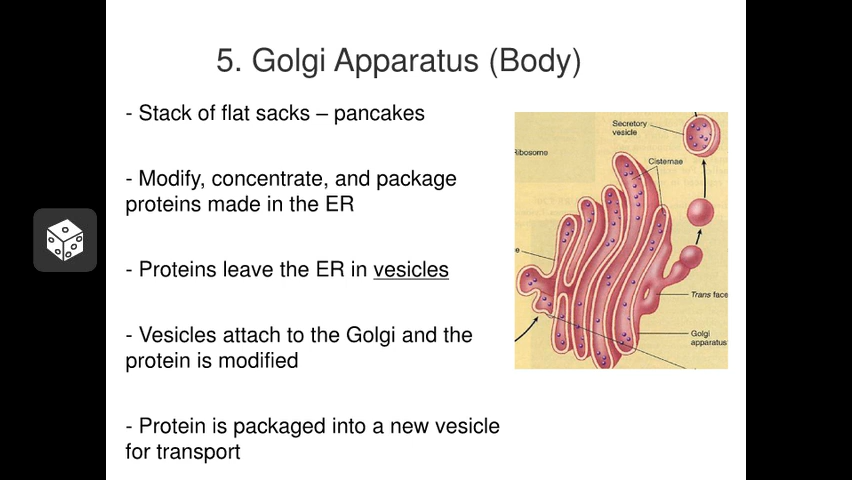 5. Golgi Apparatus (Body)
- Stack of flat sacks – pancakes
- Modify, concentrate, and package
proteins made in the ER
- Proteins leave the ER in vesicles
- Vesicles attach to the Golgi and the
protein is modified
- Protein is packaged into a new vesicle
for transport
Secretory
vesicle
Ribosome
Cisternae
e
Trans face
Golgi
apparatus